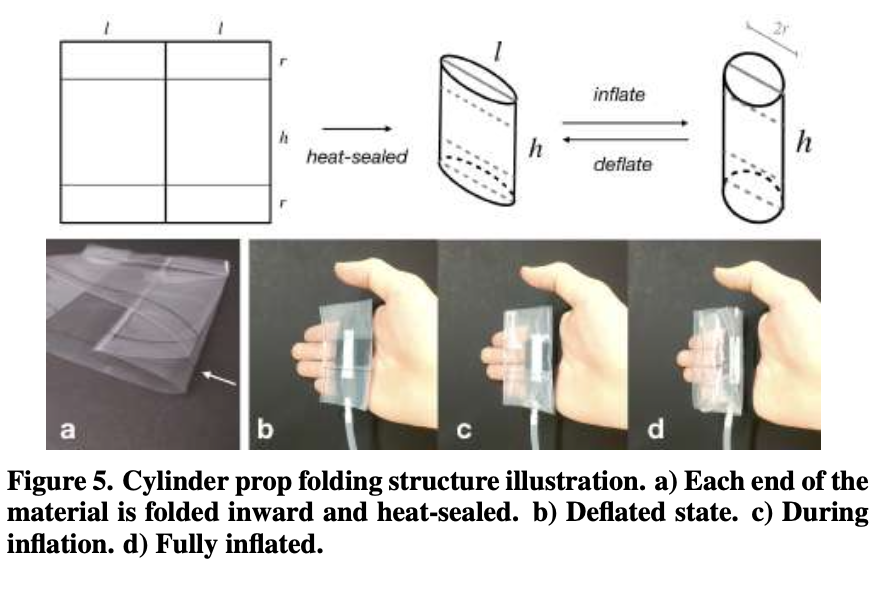 l l
r
h
r
heat-sealed
l
h
inflate
deflate
2r
h
a
b
c
d
Figure 5. Cylinder prop folding structure illustration. a) Each end of the
material is folded inward and heat-sealed. b) Deflated state. c) During
inflation. d) Fully inflated.